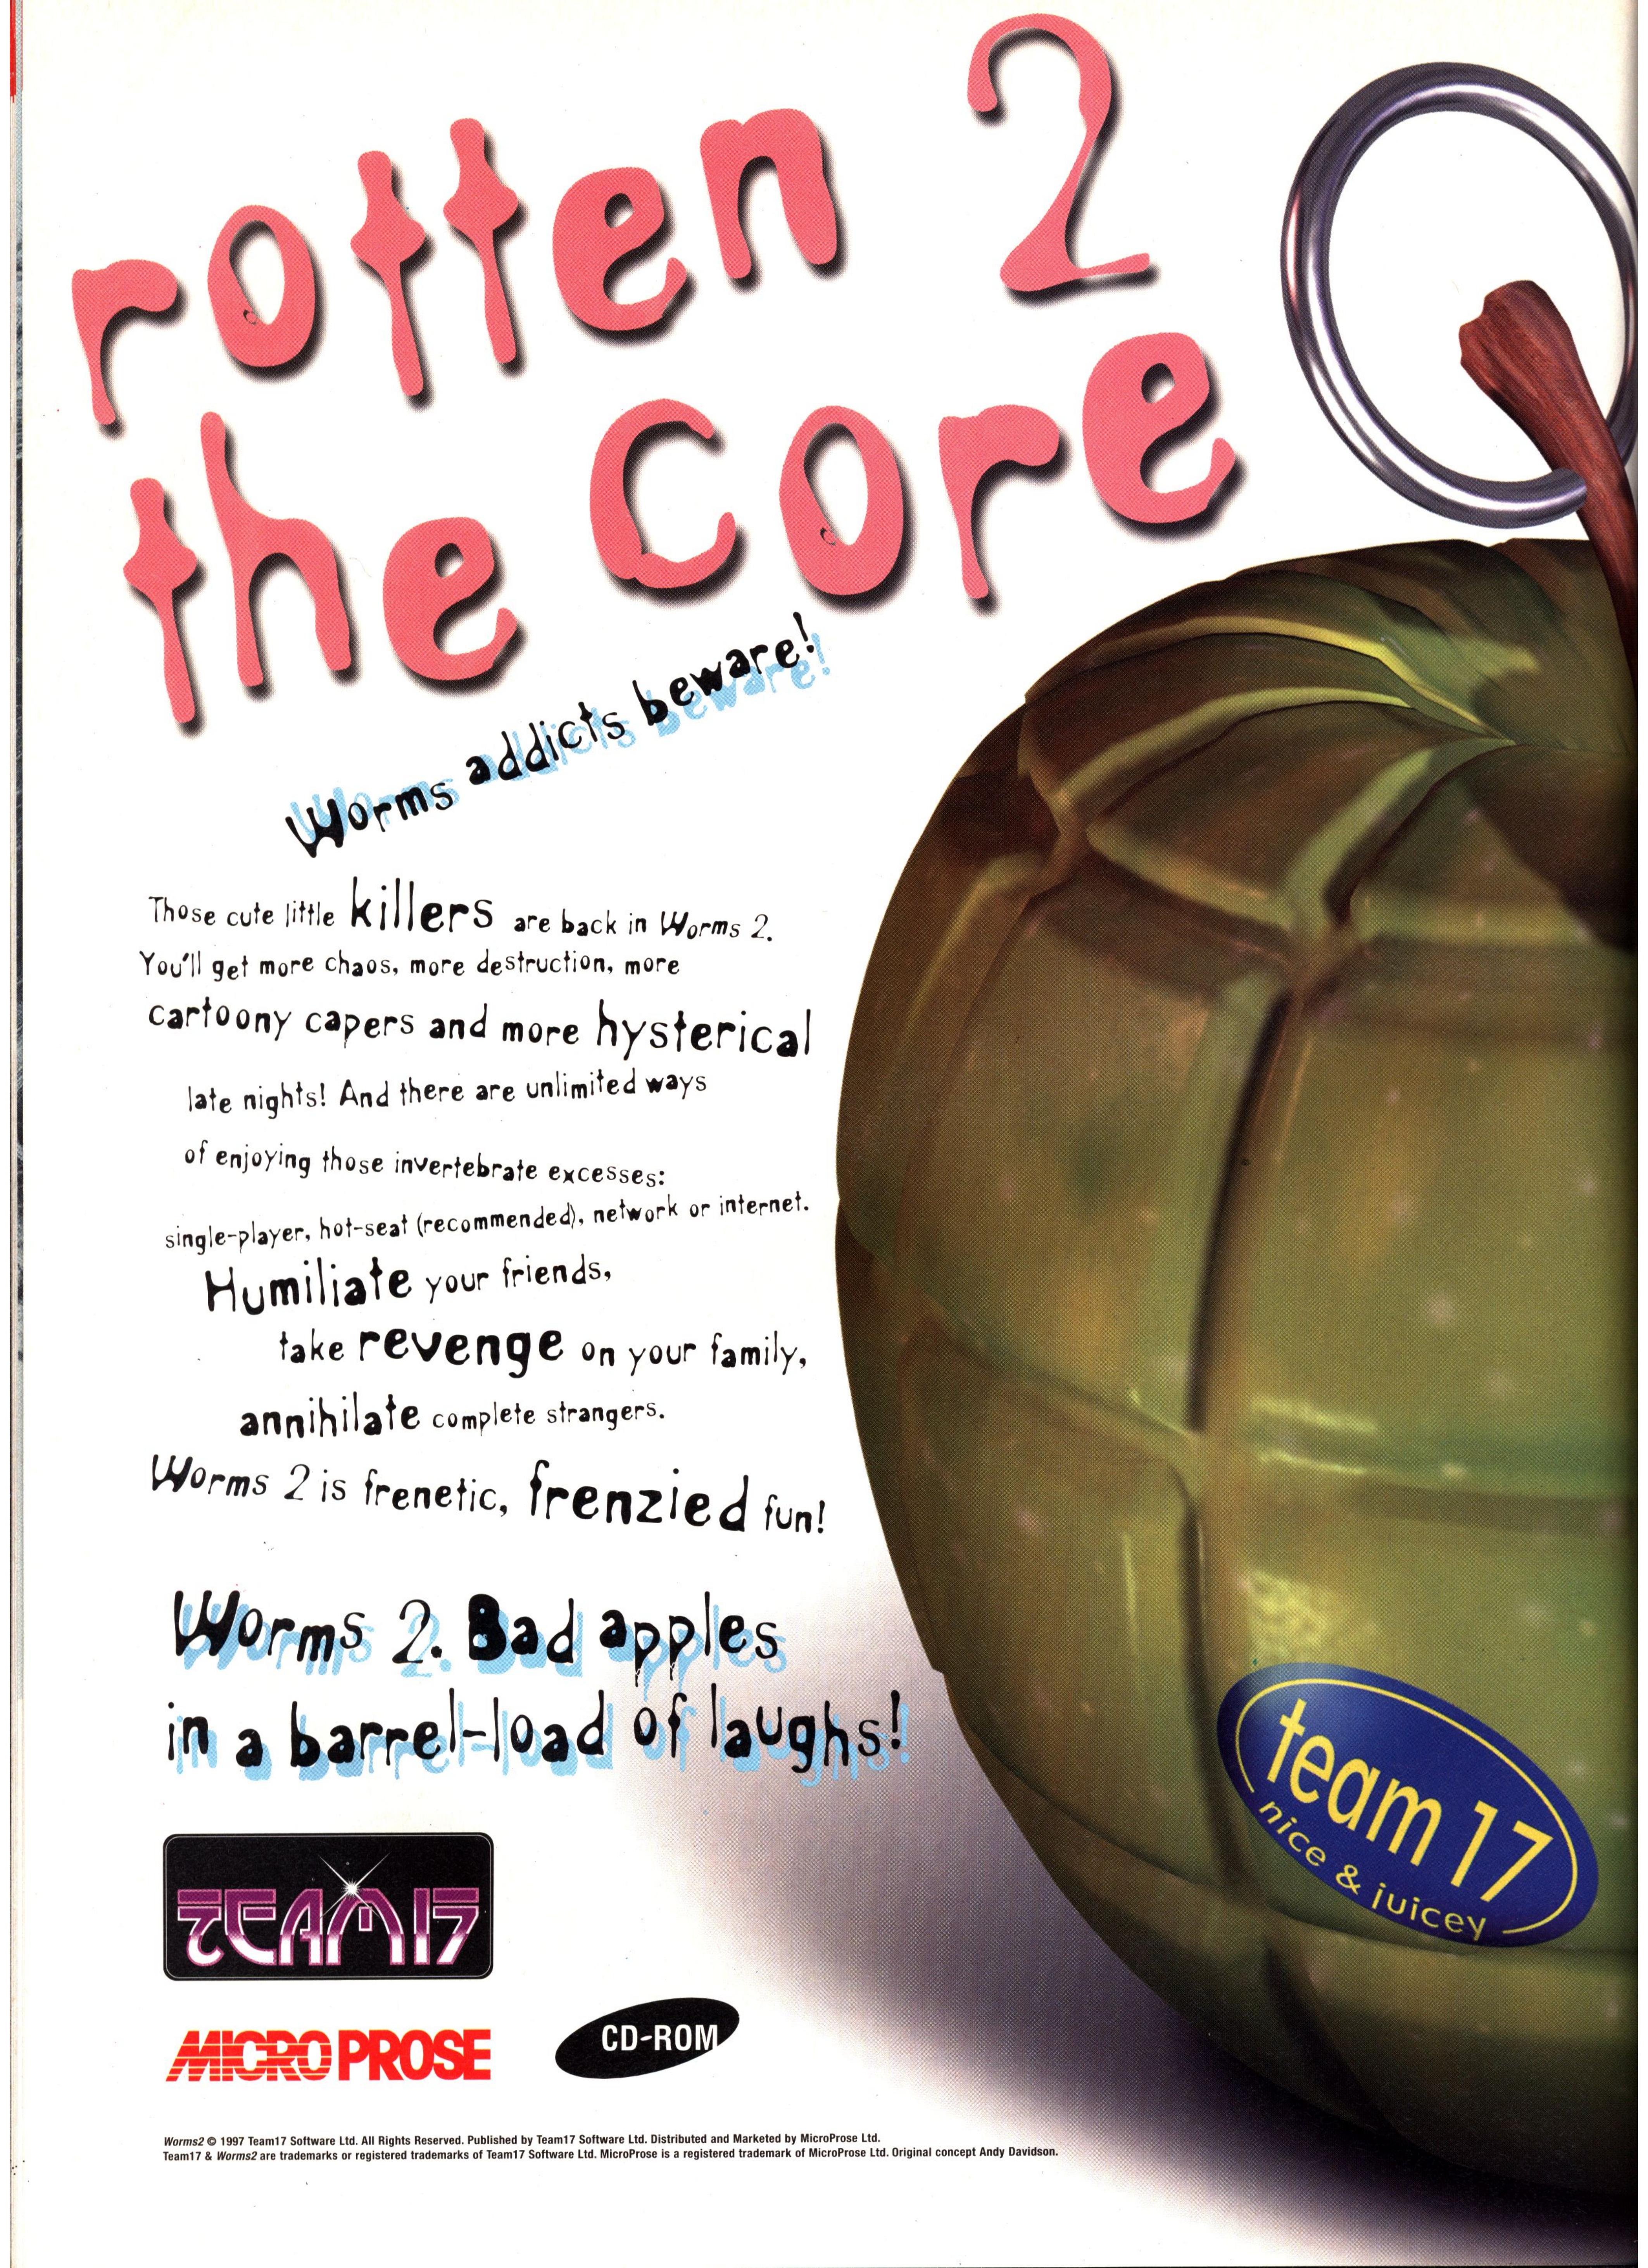 rotten 2
the core
Worms addicts beware!
Those cute little killers are back in Worms 2.
You'll get more chaos, more destruction, more
cartoony capers and more hysterical
late nights! And there are unlimited ways
of enjoying those invertebrate excesses:
single-player, hot-seat (recommended), network or internet.
Humiliate your friends,
take revenge on your family,
annihilate complete strangers.
Worms 2 is frenetic, frenzied fun!
Worms 2. Bad apples
in a barrel-load of laughs!
team 17
nice & juicey
TEAM17
MICROPROSE
CD-ROM
Worms2 © 1997 Team17 Software Ltd. All Rights Reserved. Published by Team17 Software Ltd. Distributed and Marketed by MicroProse Ltd.
Team17 & Worms2 are trademarks or registered trademarks of Team17 Software Ltd. MicroProse is a registered trademark of MicroProse Ltd. Original concept Andy Davidson.